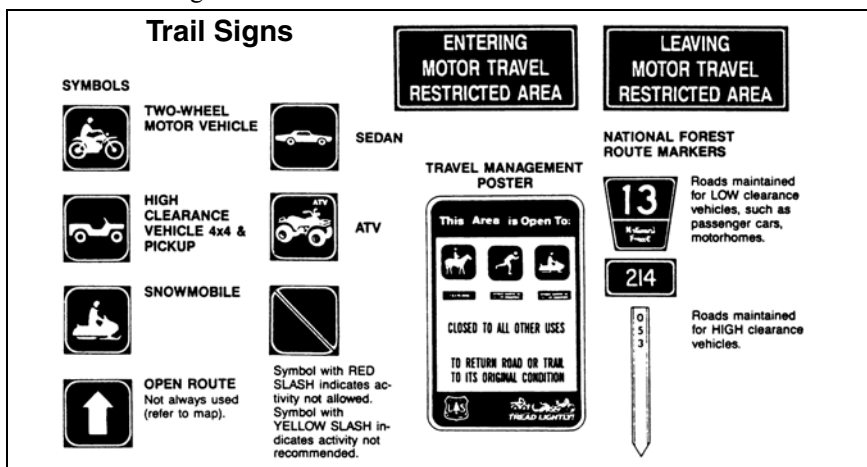 Trail Signs
SYMBOLS
TWO-WHEEL
MOTOR VEHICLE
SEDAN
HIGH
CLEARANCE
VEHICLE 4x4 &
PICKUP
ATV
ATV
SNOWMOBILE
OPEN ROUTE
Not always used
(refer to map).
Symbol with RED
SLASH indicates ac-
tivity not allowed.
Symbol with
YELLOW SLASH in-
dicates activity not
recommended.
ENTERING
MOTOR TRAVEL
RESTRICTED AREA
LEAVING
MOTOR TRAVEL
RESTRICTED AREA
TRAVEL MANAGEMENT
POSTER
This Area is Open To:
CLOSED TO ALL OTHER USES
TO RETURN ROAD OR TRAIL
TO ITS ORIGINAL CONDITION
TREAD LIGHTLY!
NATIONAL FOREST
ROUTE MARKERS
13
National
Forest
Roads maintained
for LOW clearance
vehicles, such as
passenger cars,
motorhomes.
214
0
5
3
Roads maintained
for HIGH clearance
vehicles.